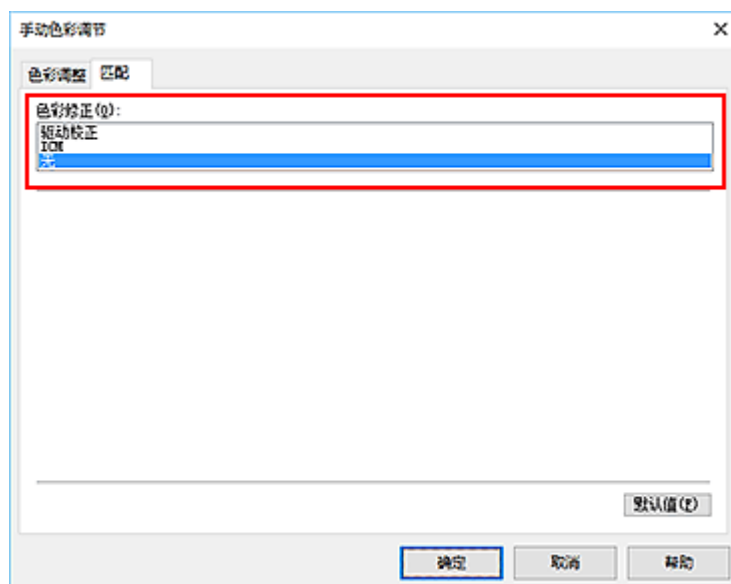 手动色彩调节
色彩调整 匹配
色彩修正(O):
驱动校正
ICM
无
默认值(F)
确定 取消 帮助